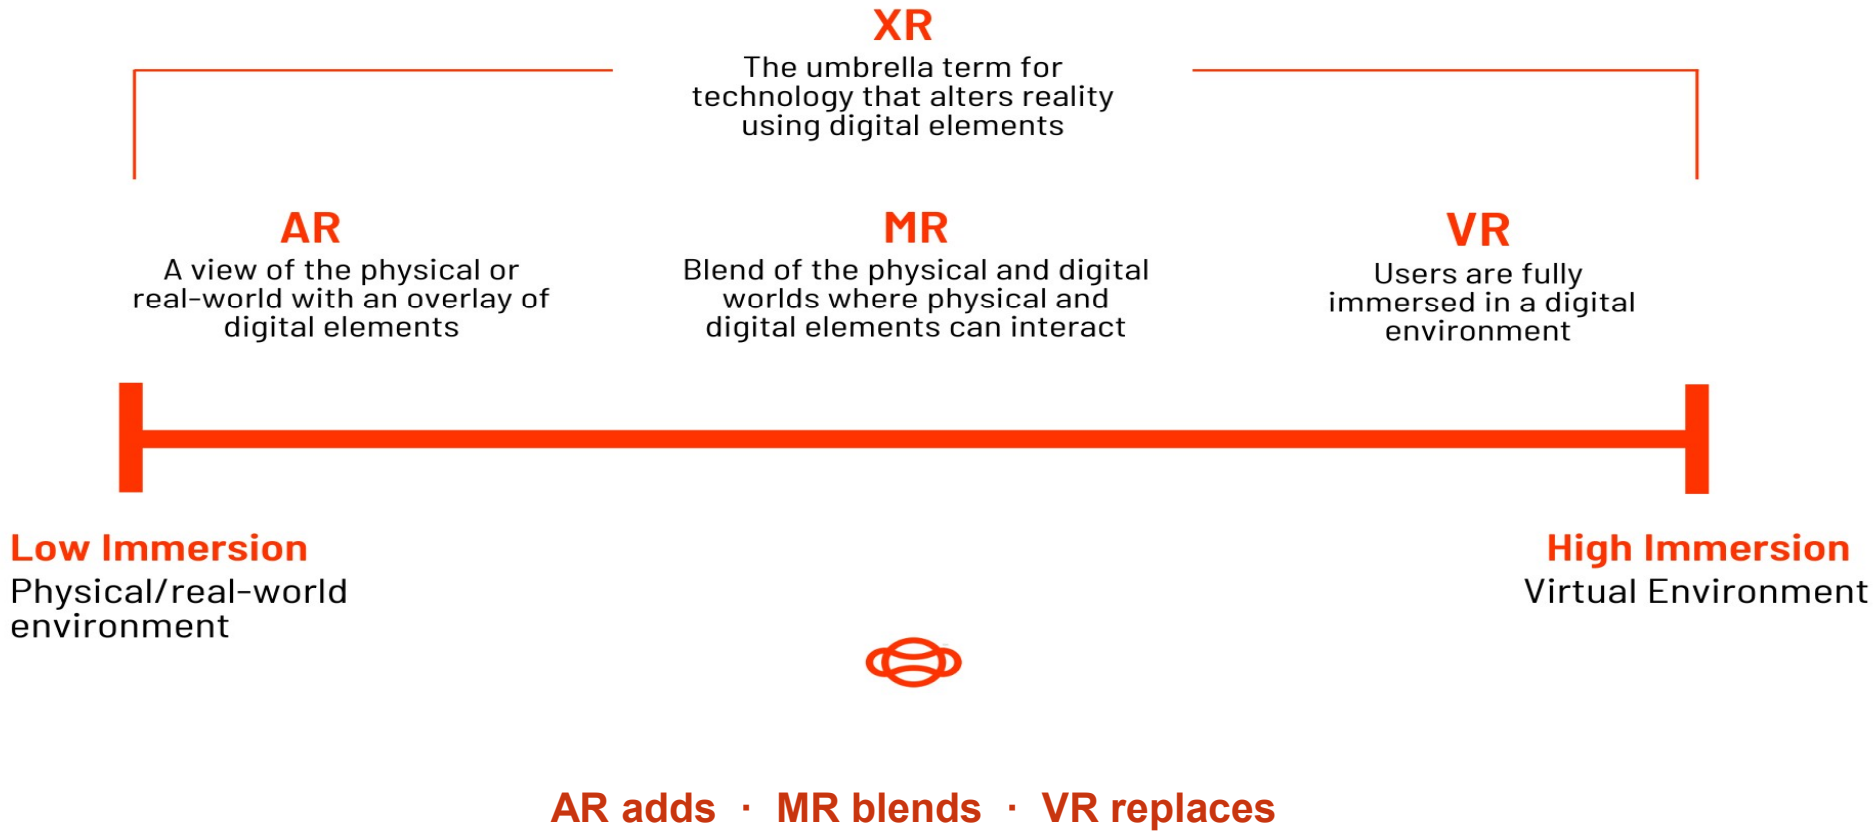 XR
The umbrella term for
technology that alters reality
using digital elements
AR
A view of the physical or
real-world with an overlay of
digital elements
MR
Blend of the physical and digital
worlds where physical and
digital elements can interact
VR
Users are fully
immersed in a digital
environment
Low Immersion
Physical/real-world
environment
High Immersion
Virtual Environment
AR adds · MR blends · VR replaces